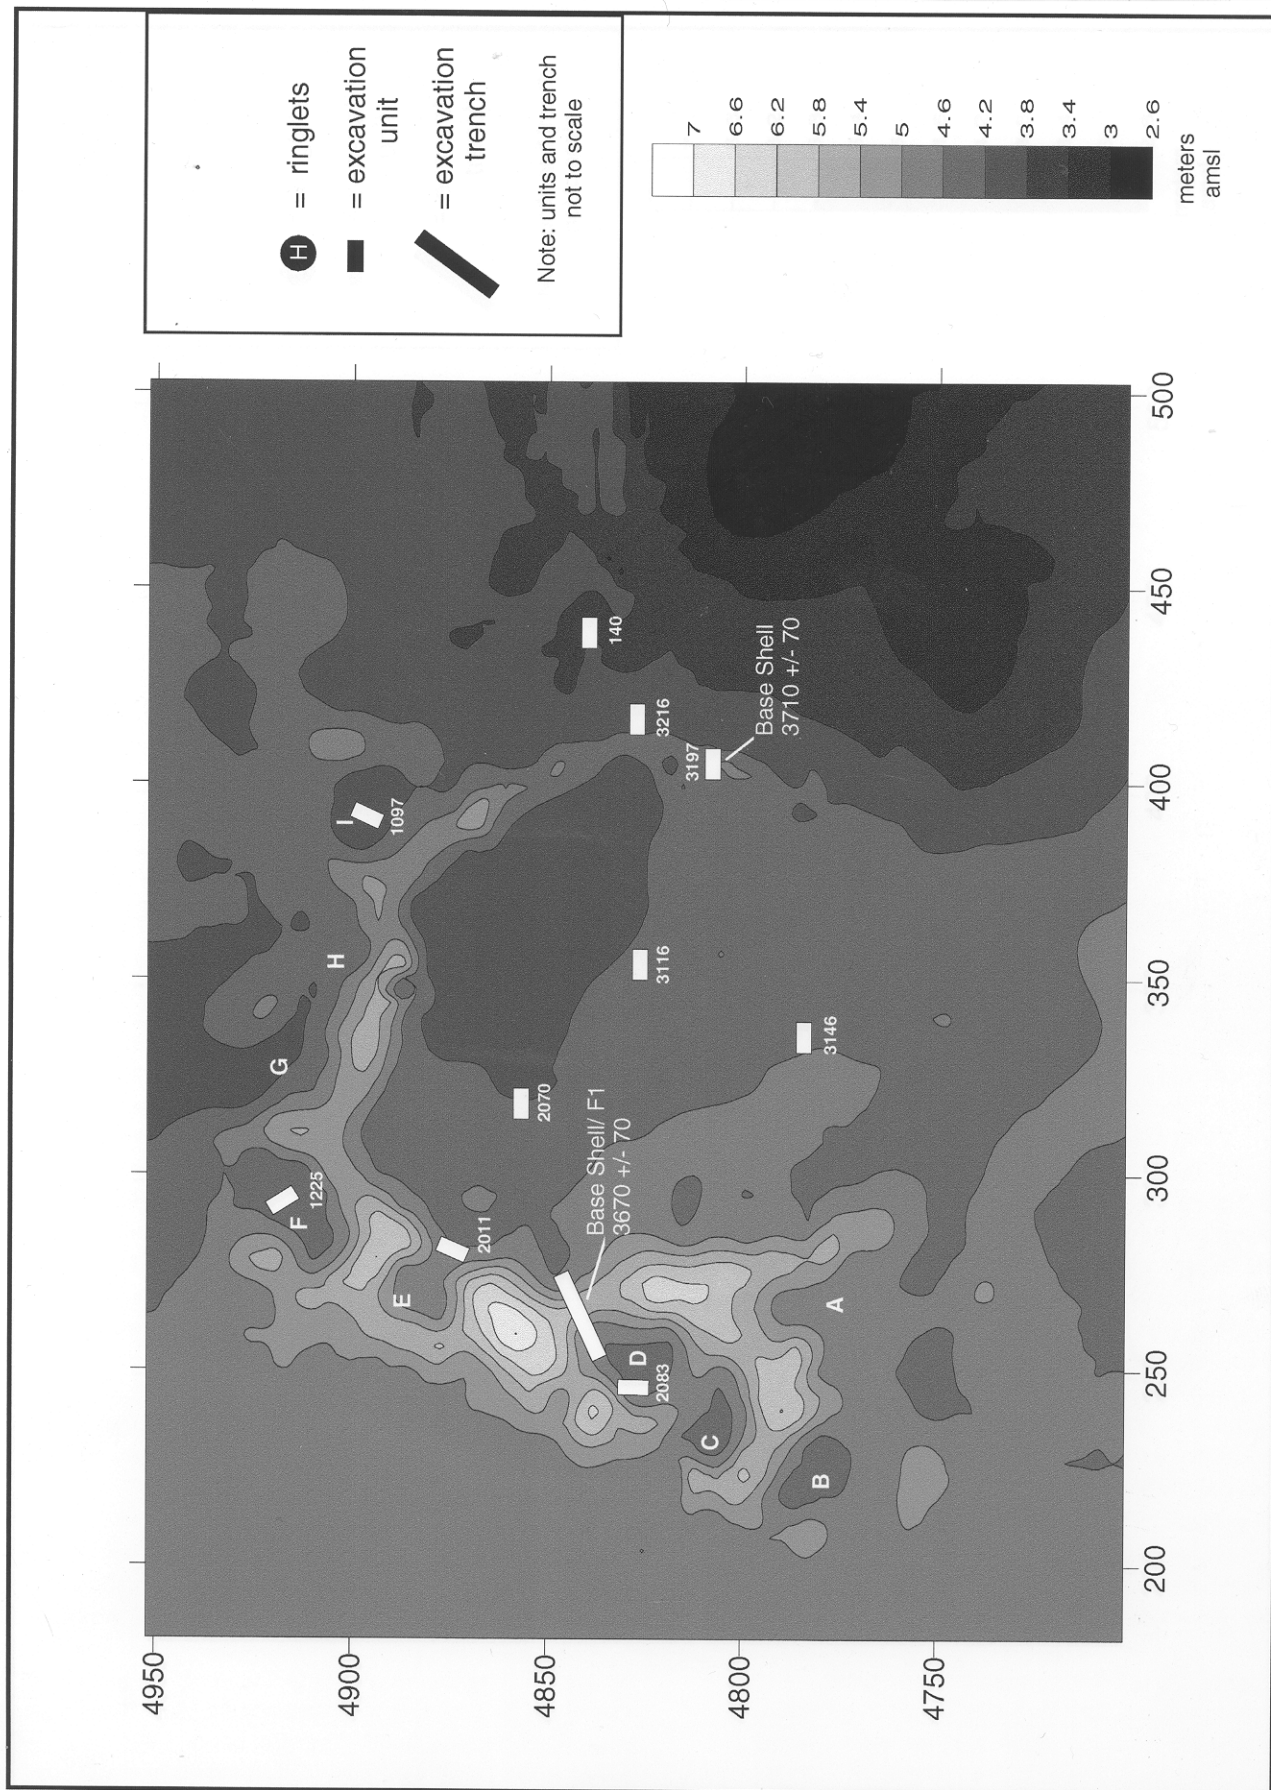 H = ringlets
= excavation
unit
= excavation
trench
Note: units and trench
not to scale
7
6.6
6.2
5.8
5.4
5
4.6
4.2
3.8
3.4
3
2.6
meters
amsl
4950
4900
4850
4800
4750
200
250
300
350
400
450
500
A
B
C
D
E
F
G
H
I
1225
1097
2011
2070
2083
3116
3146
3197
3216
140
Base Shell/ F1
3670 +/- 70
Base Shell
3710 +/- 70